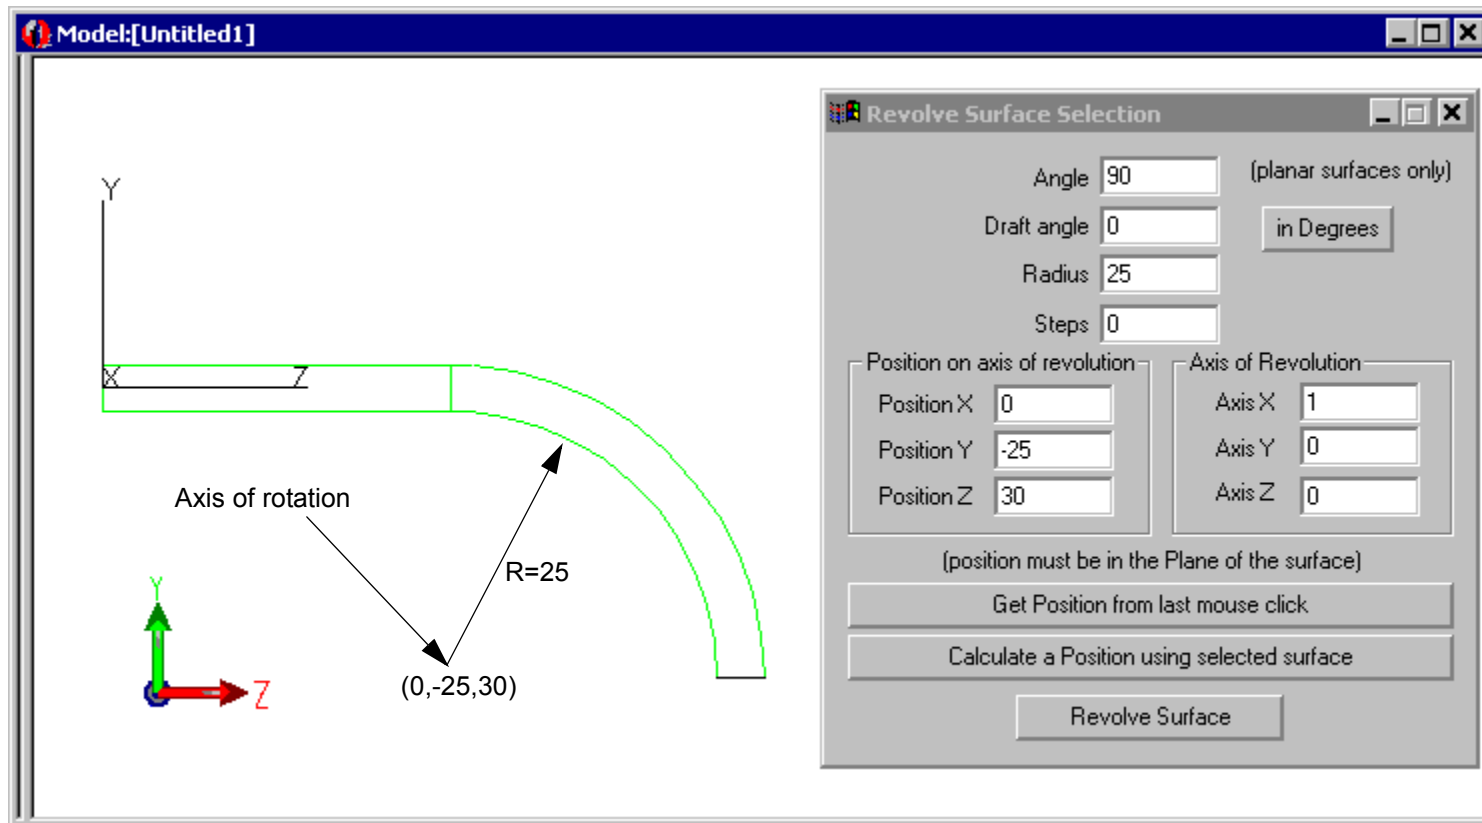 Model:[Untitled1]
Y
X
Z
Axis of rotation
R=25
(0,-25,30)
Y
Z
Revolve Surface Selection
Angle 90 (planar surfaces only)
Draft angle 0 in Degrees
Radius 25
Steps 0
Position on axis of revolution
Position X 0
Position Y -25
Position Z 30
Axis of Revolution
Axis X 1
Axis Y 0
Axis Z 0
(position must be in the Plane of the surface)
Get Position from last mouse click
Calculate a Position using selected surface
Revolve Surface